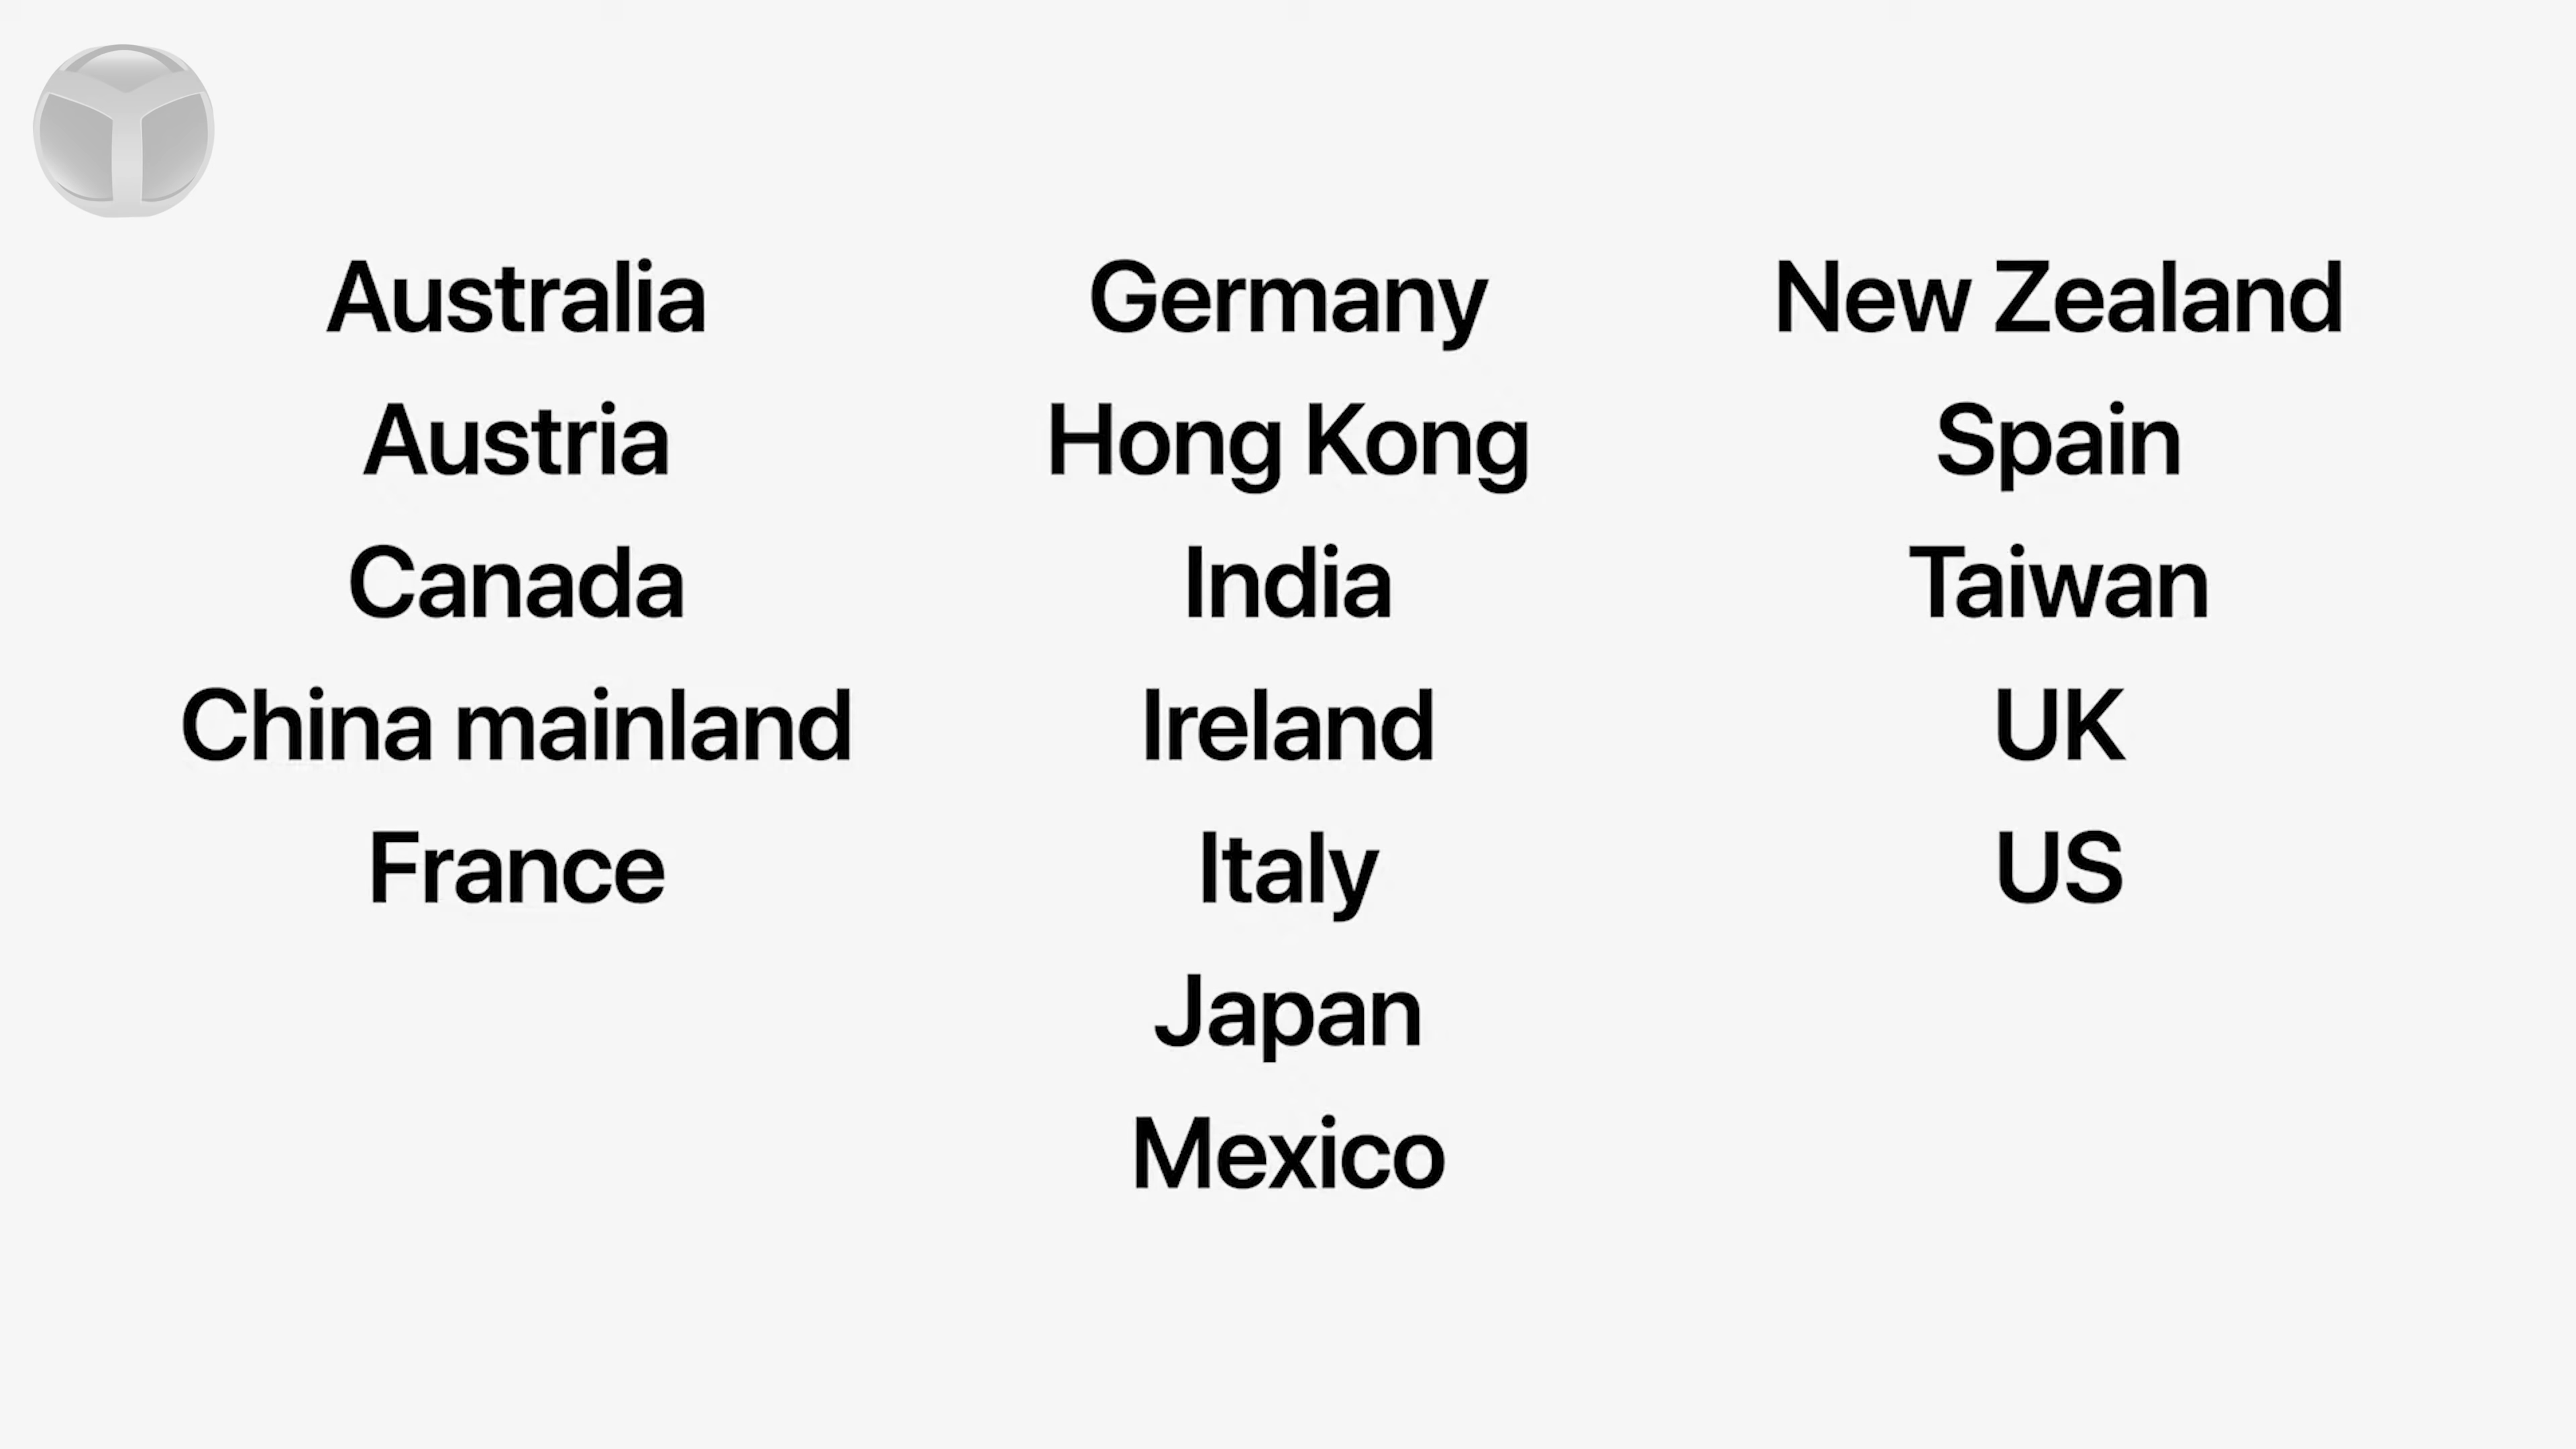 Australia
Austria
Canada
China mainland
France
Germany
Hong Kong
India
Ireland
Italy
Japan
Mexico
New Zealand
Spain
Taiwan
UK
US